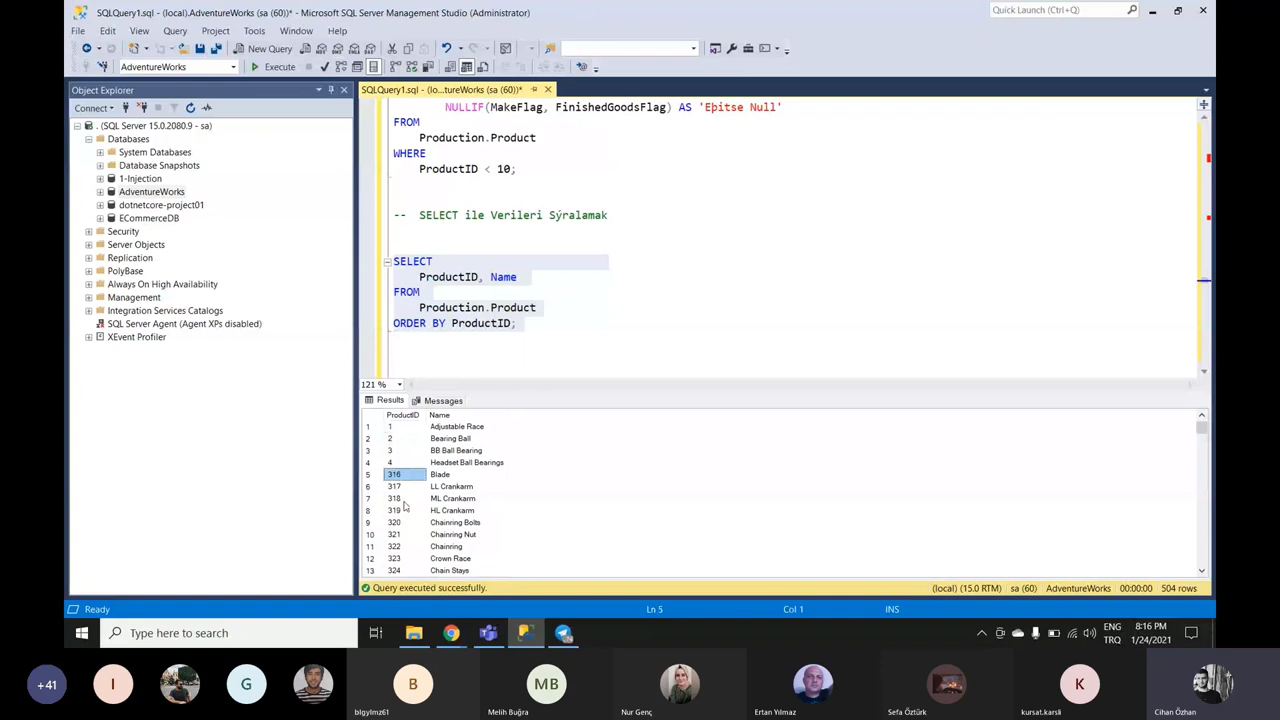 SQLQuery1.sql - (local).AdventureWorks (sa (60))* - Microsoft SQL Server Management Studio (Administrator)
Quick Launch (Ctrl+Q)
File Edit View Query Project Tools Window Help
New Query
AdventureWorks Execute
Object Explorer
Connect
. (SQL Server 15.0.2080.9 - sa)
Databases
System Databases
Database Snapshots
1-Injection
AdventureWorks
dotnetcore-project01
ECommerceDB
Security
Server Objects
Replication
PolyBase
Always On High Availability
Management
Integration Services Catalogs
SQL Server Agent (Agent XPs disabled)
XEvent Profiler
SQLQuery1.sql - (lo...tureWorks (sa (60))*
NULLIF(MakeFlag, FinishedGoodsFlag) AS 'Eþitse Null'
FROM
Production.Product
WHERE
ProductID < 10;
-- SELECT ile Verileri Sýralamak
SELECT
ProductID, Name
FROM
Production.Product
ORDER BY ProductID;
121 %
Results Messages
ProductID Name
1 1 Adjustable Race
2 2 Bearing Ball
3 3 BB Ball Bearing
4 4 Headset Ball Bearings
5 316 Blade
6 317 LL Crankarm
7 318 ML Crankarm
8 319 HL Crankarm
9 320 Chainring Bolts
10 321 Chainring Nut
11 322 Chainring
12 323 Crown Race
13 324 Chain Stays
Query executed successfully.
(local) (15.0 RTM) sa (60) AdventureWorks 00:00:00 504 rows
Ready Ln 5 Col 1 INS
Type here to search
ENG
TRQ
8:16 PM
1/24/2021
+41 I G B MB K
blgylmz61 Melih Buğra Nur Genç Ertan Yılmaz Sefa Öztürk kursat.karsli Cihan Özhan